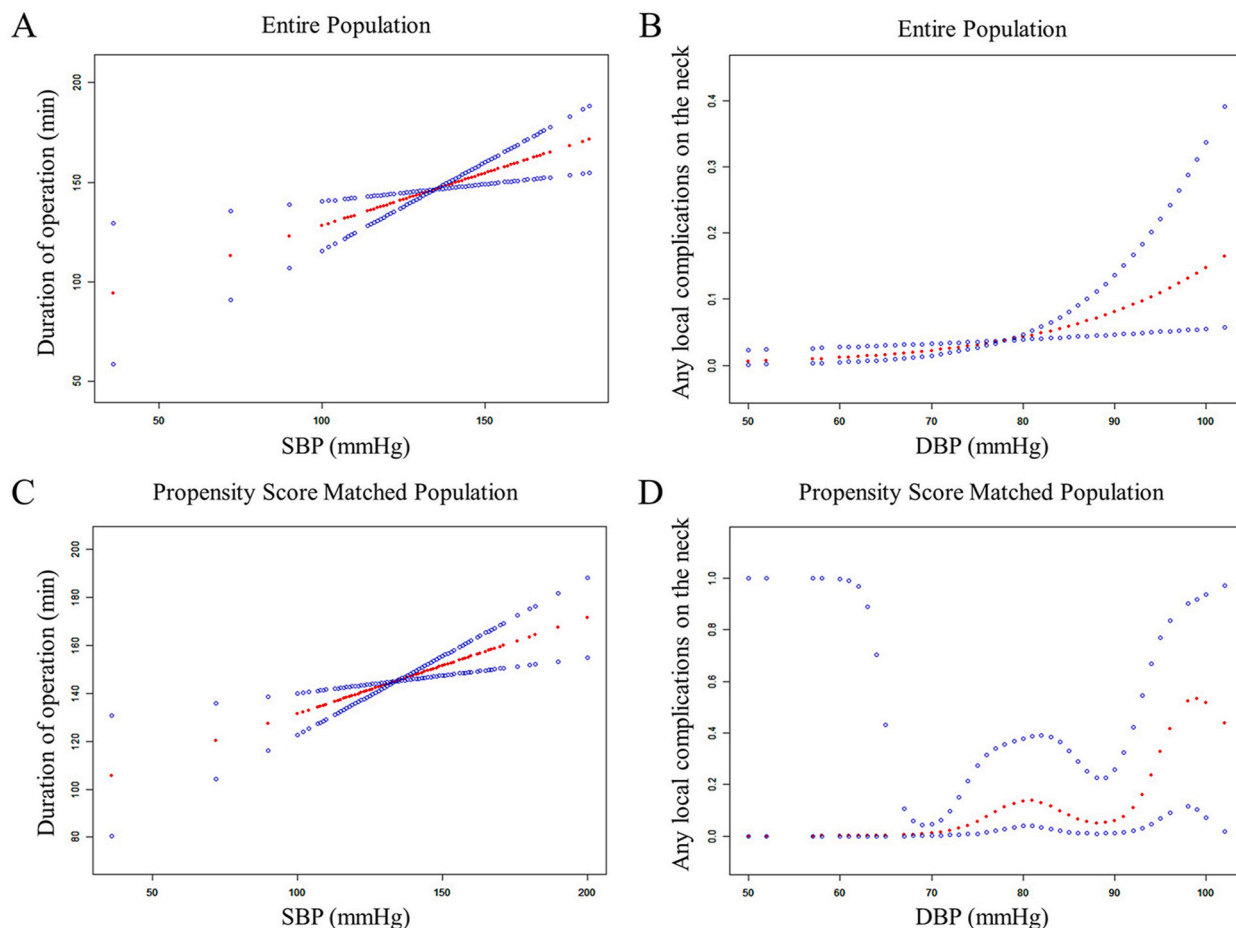 A
Entire Population
Duration of operation (min)
200
150
100
50
50
100
150
SBP (mmHg)
B
Entire Population
Any local complications on the neck
0.4
0.3
0.2
0.1
0.0
50
60
70
80
90
100
DBP (mmHg)
C
Propensity Score Matched Population
Duration of operation (min)
200
180
160
140
120
100
80
50
100
150
200
SBP (mmHg)
D
Propensity Score Matched Population
Any local complications on the neck
1.0
0.8
0.6
0.4
0.2
0.0
50
60
70
80
90
100
DBP (mmHg)